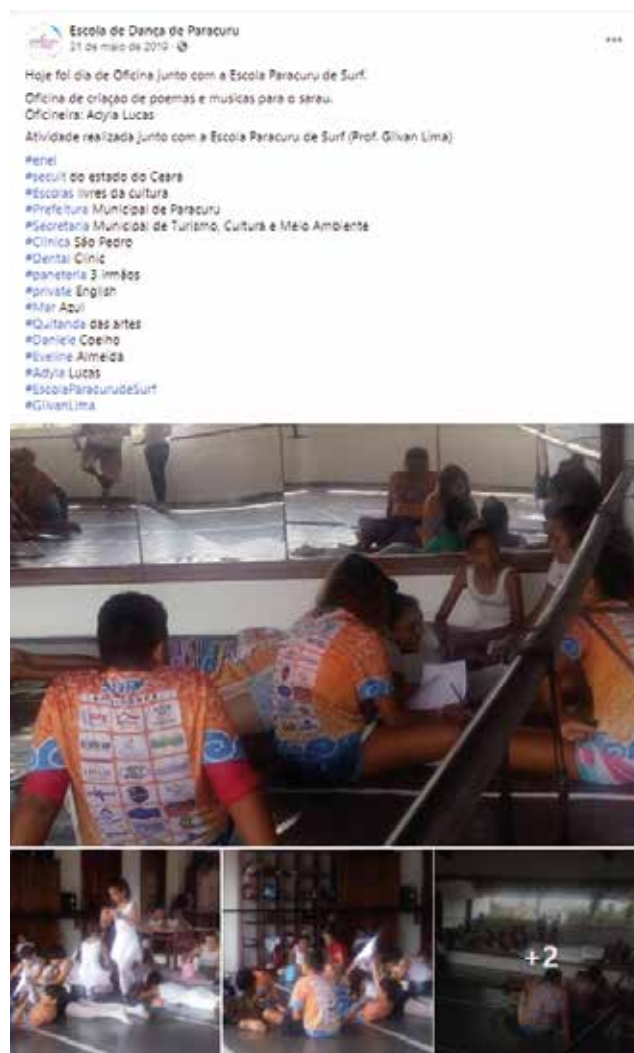 Escola de Dança de Paracuru
31 de maio de 2019 ·
Hoje foi dia de Oficina junto com a Escola Paracuru de Surf.
Oficina de criaçao de poemas e musicas para o sarau.
Oficineira: Adyla Lucas
Atividade realizada junto com a Escola Paracuru de Surf (Prof. Gilvan Lima)
#enel
#secult do estado do Ceará
#Escolas livres da cultura
#Prefeitura Municipal de Paracuru
#Secretaria Municipal de Turismo, Cultura e Meio Ambiente
#Clinica São Pedro
#Dental Clinic
#paneteria 3 irmãos
#private English
#Mar Azul
#Quitanda das artes
#Daniele Coelho
#Eveline Almeida
#Adyla Lucas
#EscolaParacurudeSurf
#GilvanLima
SURF
+2